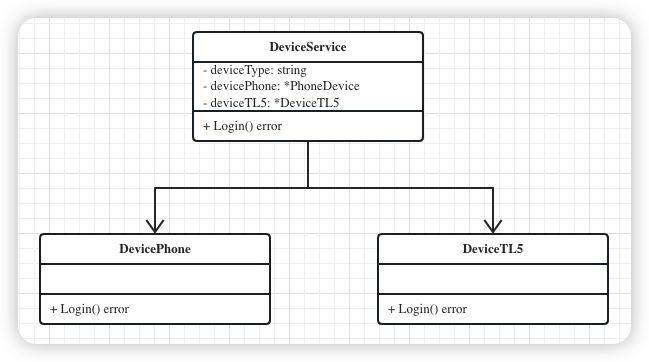 DeviceService
- deviceType: string
- devicePhone: *PhoneDevice
- deviceTL5: *DeviceTL5
+ Login() error
DevicePhone
+ Login() error
DeviceTL5
+ Login() error